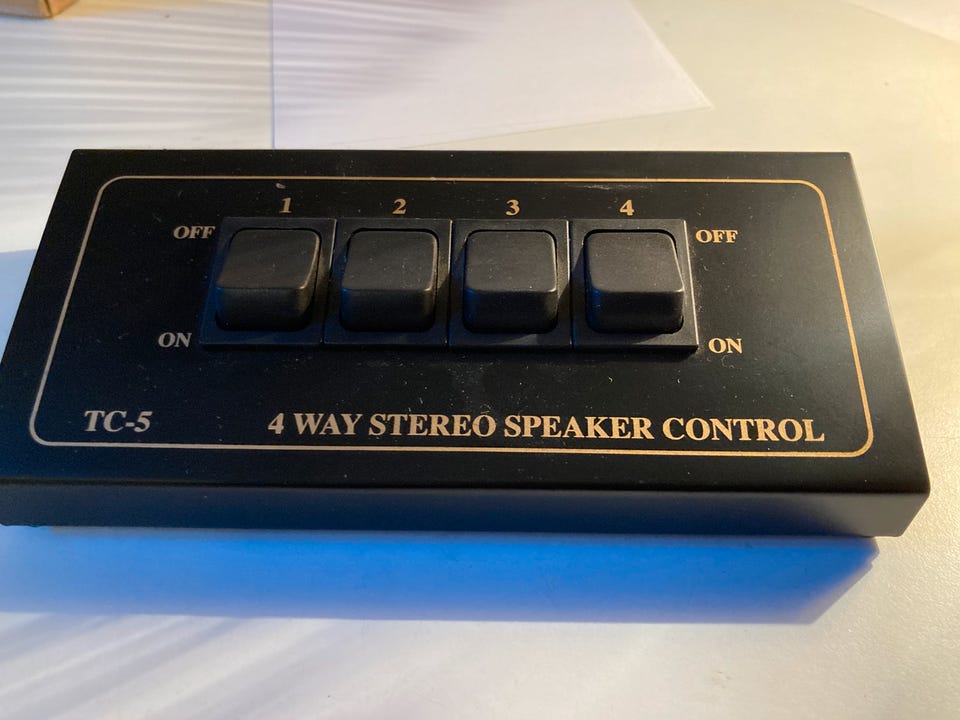 1 2 3 4
OFF OFF
ON ON
TC-5 4 WAY STEREO SPEAKER CONTROL